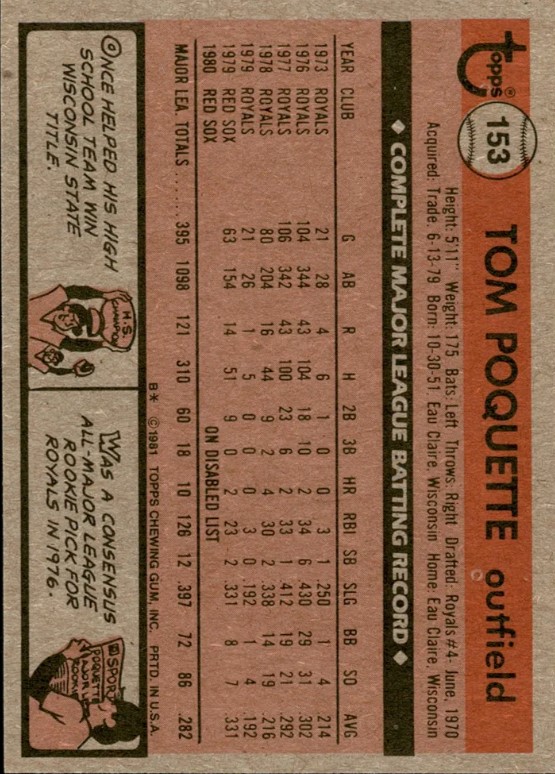 topps®
153
TOM POQUETTE outfield
Height: 5'11" Weight: 175 Bats: Left Throws: Right Drafted: Royals #4-June, 1970
Acquired: Trade, 6-13-79 Born: 10-30-51 Eau Claire, Wisconsin Home: Eau Claire, Wisconsin
◆ COMPLETE MAJOR LEAGUE BATTING RECORD ◆
YEAR CLUB G AB R H 2B 3B HR RBI SB SLG BB SO AVG
1973 ROYALS 21 28 4 6 1 0 0 3 1 .250 1 4 .214
1976 ROYALS 104 344 43 104 18 10 2 34 6 .430 29 31 .302
1977 ROYALS 106 342 43 100 23 6 2 33 1 .412 19 21 .292
1978 ROYALS 80 204 16 44 9 2 4 30 2 .338 14 19 .216
1979 ROYALS 21 26 1 5 0 0 0 3 0 .192 1 4 .192
1979 RED SOX 63 154 14 51 9 0 2 23 2 .331 8 7 .331
1980 RED SOX ON DISABLED LIST
MAJOR LEA. TOTALS ....... 395 1098 121 310 60 18 10 126 12 .397 72 86 .282
B* ©1981 TOPPS CHEWING GUM, INC. PRTD. IN U.S.A.
ONCE HELPED HIS HIGH
SCHOOL TEAM WIN
WISCONSIN STATE
TITLE.
H.S.
CHAMPS
WAS A CONSENSUS
ALL-MAJOR LEAGUE
ROOKIE PICK FOR
ROYALS IN 1976.
SPORT
POQUETTE
MAJOR LEA
ROOKIE